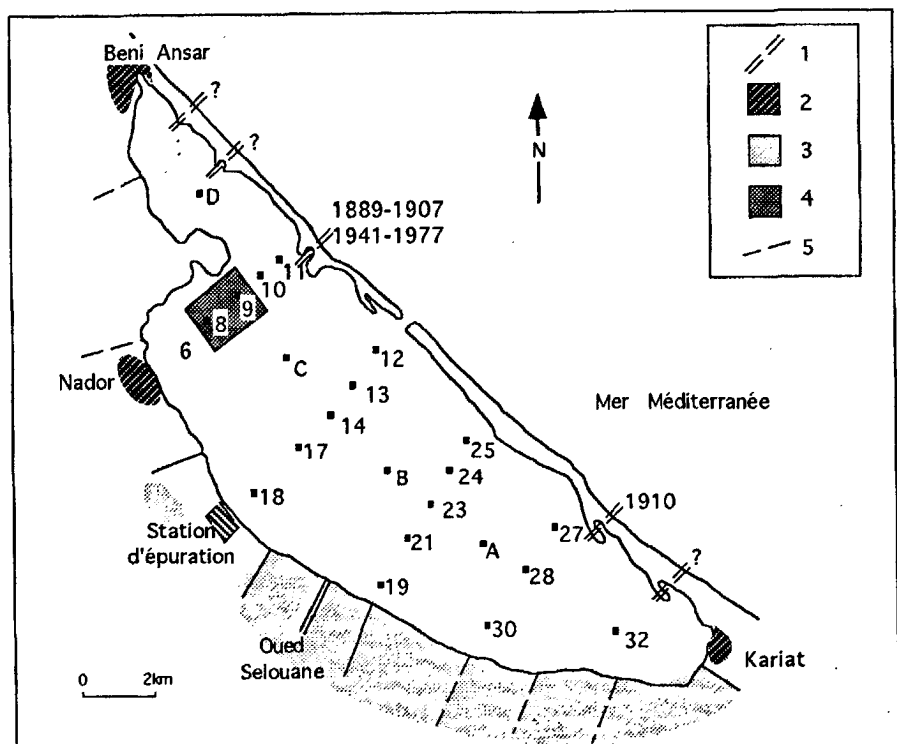 Beni Ansar
?
?
N
D
1889-1907
1941-1977
11
10
9
8
6
12
C
13
Nador
Mer Méditerranée
14
25
17
B
24
18
23
1910
27
Station
d'épuration
21
A
?
28
19
30
32
Oued
Selouane
Kariat
0 2km
1
2
3
4
5